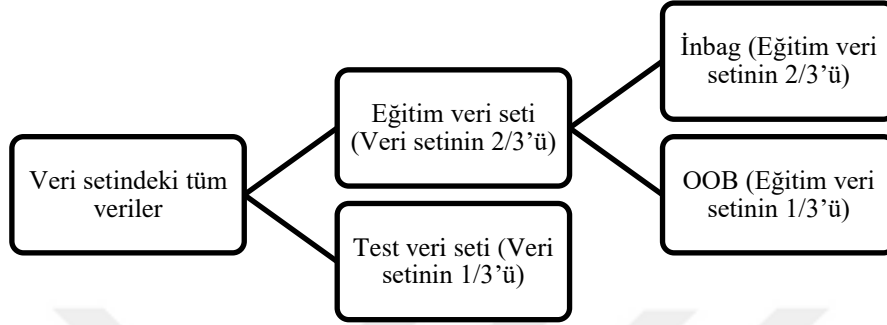 Veri setindeki tüm
veriler
Eğitim veri seti
(Veri setinin 2/3’ü)
Test veri seti (Veri
setinin 1/3’ü)
İnbag (Eğitim veri
setinin 2/3’ü)
OOB (Eğitim veri
setinin 1/3’ü)